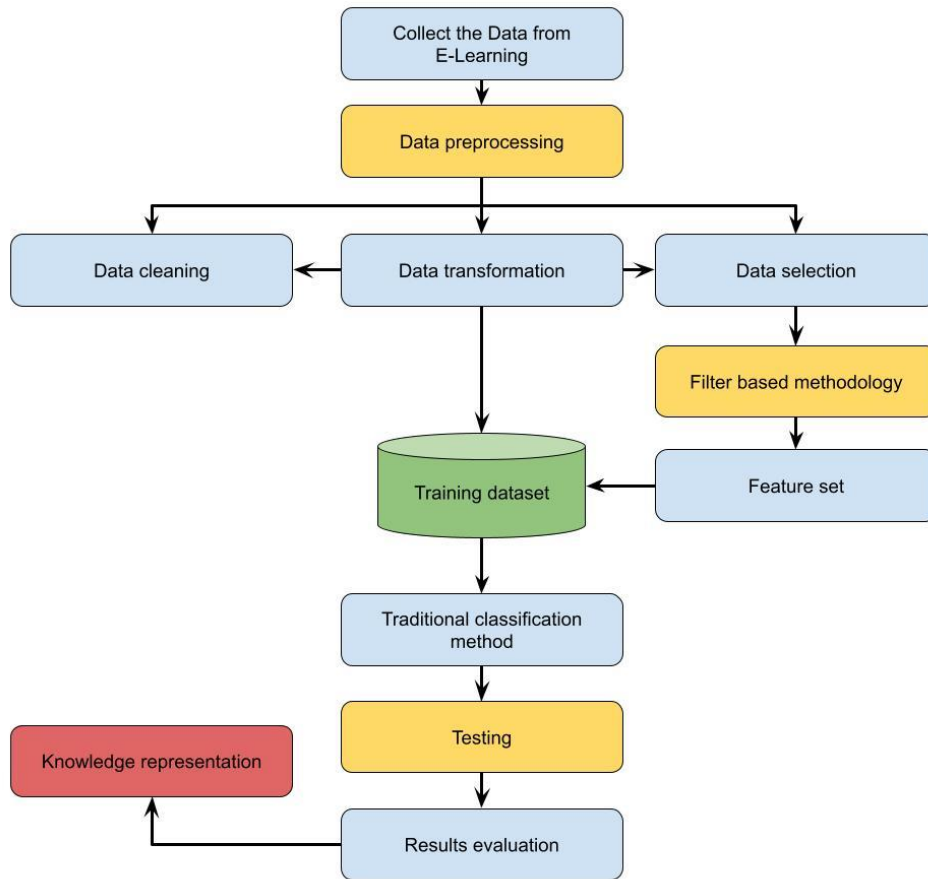 Collect the Data from
E-Learning
Data preprocessing
Data cleaning
Data transformation
Data selection
Filter based methodology
Training dataset
Feature set
Traditional classification
method
Testing
Knowledge representation
Results evaluation